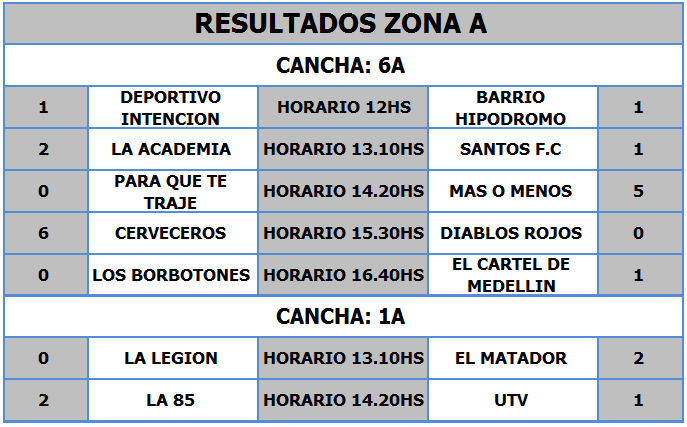 RESULTADOS ZONA A
CANCHA: 6A
1 DEPORTIVO INTENCION HORARIO 12HS BARRIO HIPODROMO 1
2 LA ACADEMIA HORARIO 13.10HS SANTOS F.C 1
0 PARA QUE TE TRAJE HORARIO 14.20HS MAS O MENOS 5
6 CERVECEROS HORARIO 15.30HS DIABLOS ROJOS 0
0 LOS BORBOTONES HORARIO 16.40HS EL CARTEL DE MEDELLIN 1
CANCHA: 1A
0 LA LEGION HORARIO 13.10HS EL MATADOR 2
2 LA 85 HORARIO 14.20HS UTV 1